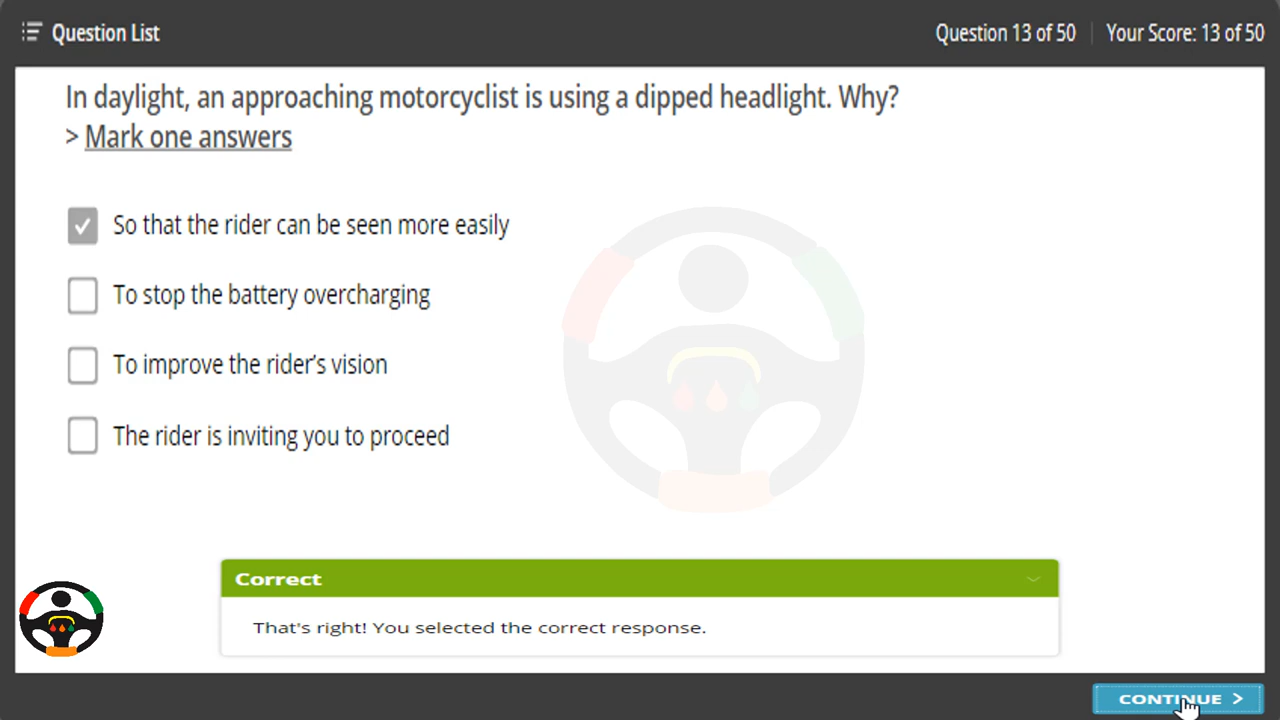 Question List
Question 13 of 50
Your Score: 13 of 50
In daylight, an approaching motorcyclist is using a dipped headlight. Why?
> Mark one answers
So that the rider can be seen more easily
To stop the battery overcharging
To improve the rider’s vision
The rider is inviting you to proceed
Correct
That's right! You selected the correct response.
CONTINUE >